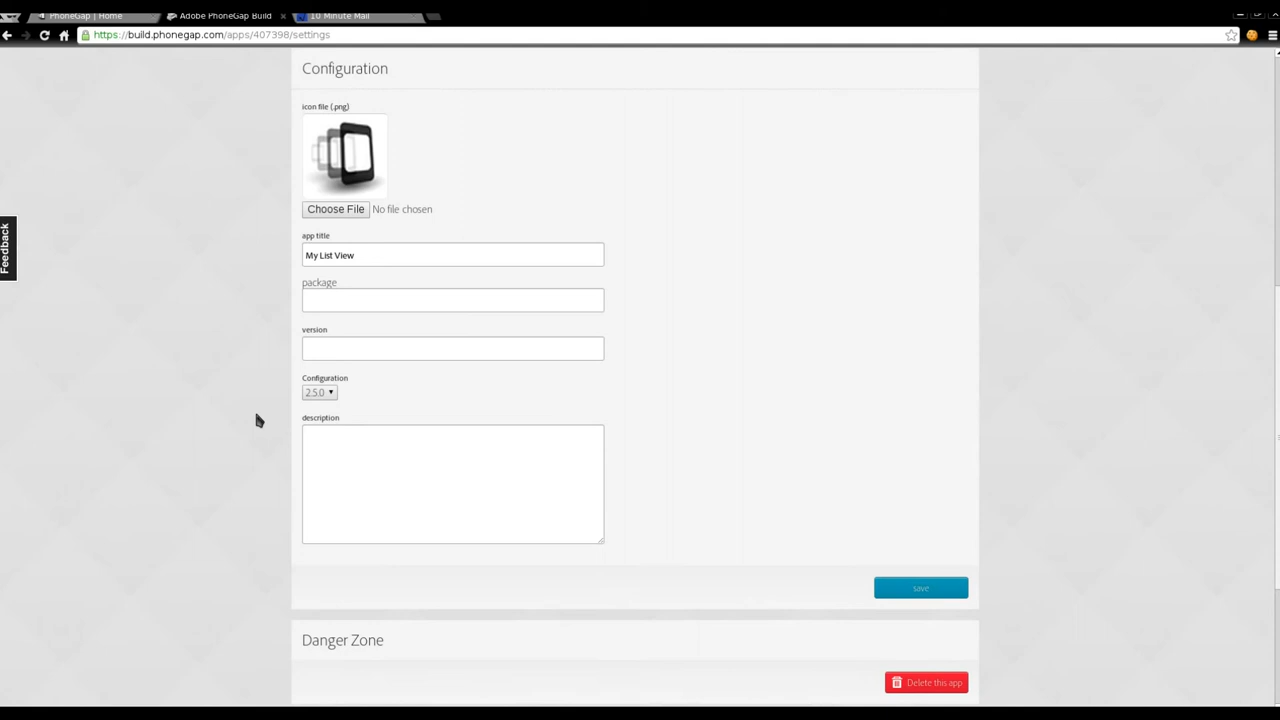 PhoneGap | Home
Adobe PhoneGap Build
10 Minute Mail
https://build.phonegap.com/apps/407398/settings
Configuration
icon file (.png)
Choose File No file chosen
app title
My List View
package
version
Configuration
2.5.0
description
save
Danger Zone
Delete this app
Feedback